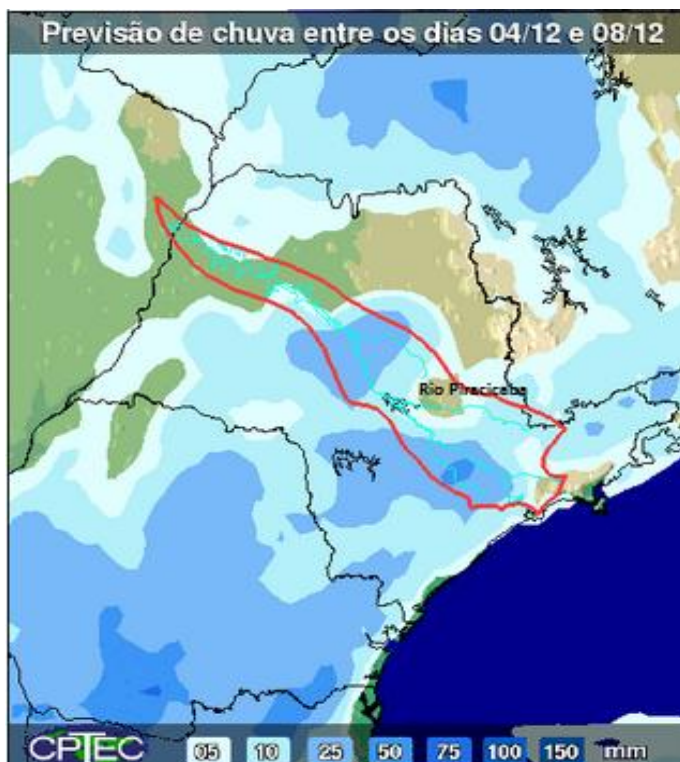 Previsão de chuva entre os dias 04/12 e 08/12
Rio Piracicaba
CPTEC 05 10 25 50 75 100 150 mm